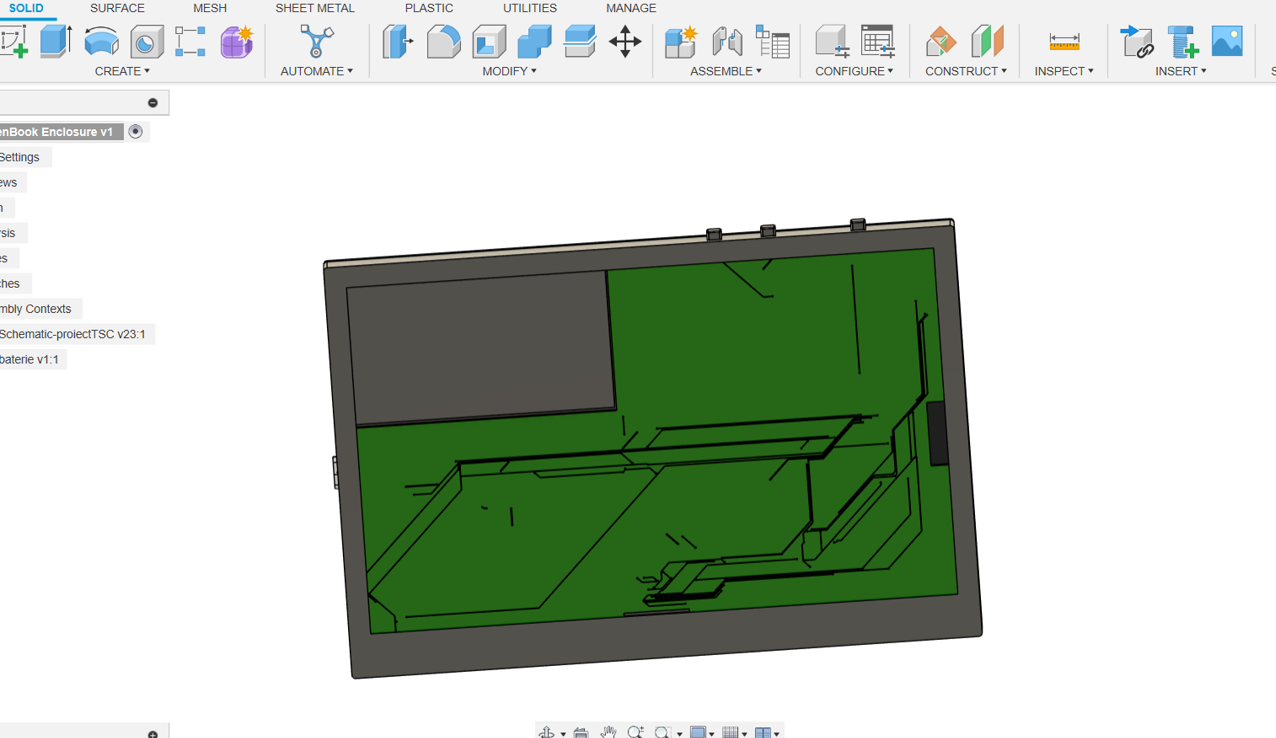 SOLID SURFACE MESH SHEET METAL PLASTIC UTILITIES MANAGE
CREATE AUTOMATE MODIFY ASSEMBLE CONFIGURE CONSTRUCT INSPECT INSERT S
enBook Enclosure v1
Settings
ews
n
ysis
es
ches
mbly Contexts
Schematic-proiectTSC v23:1
baterie v1:1